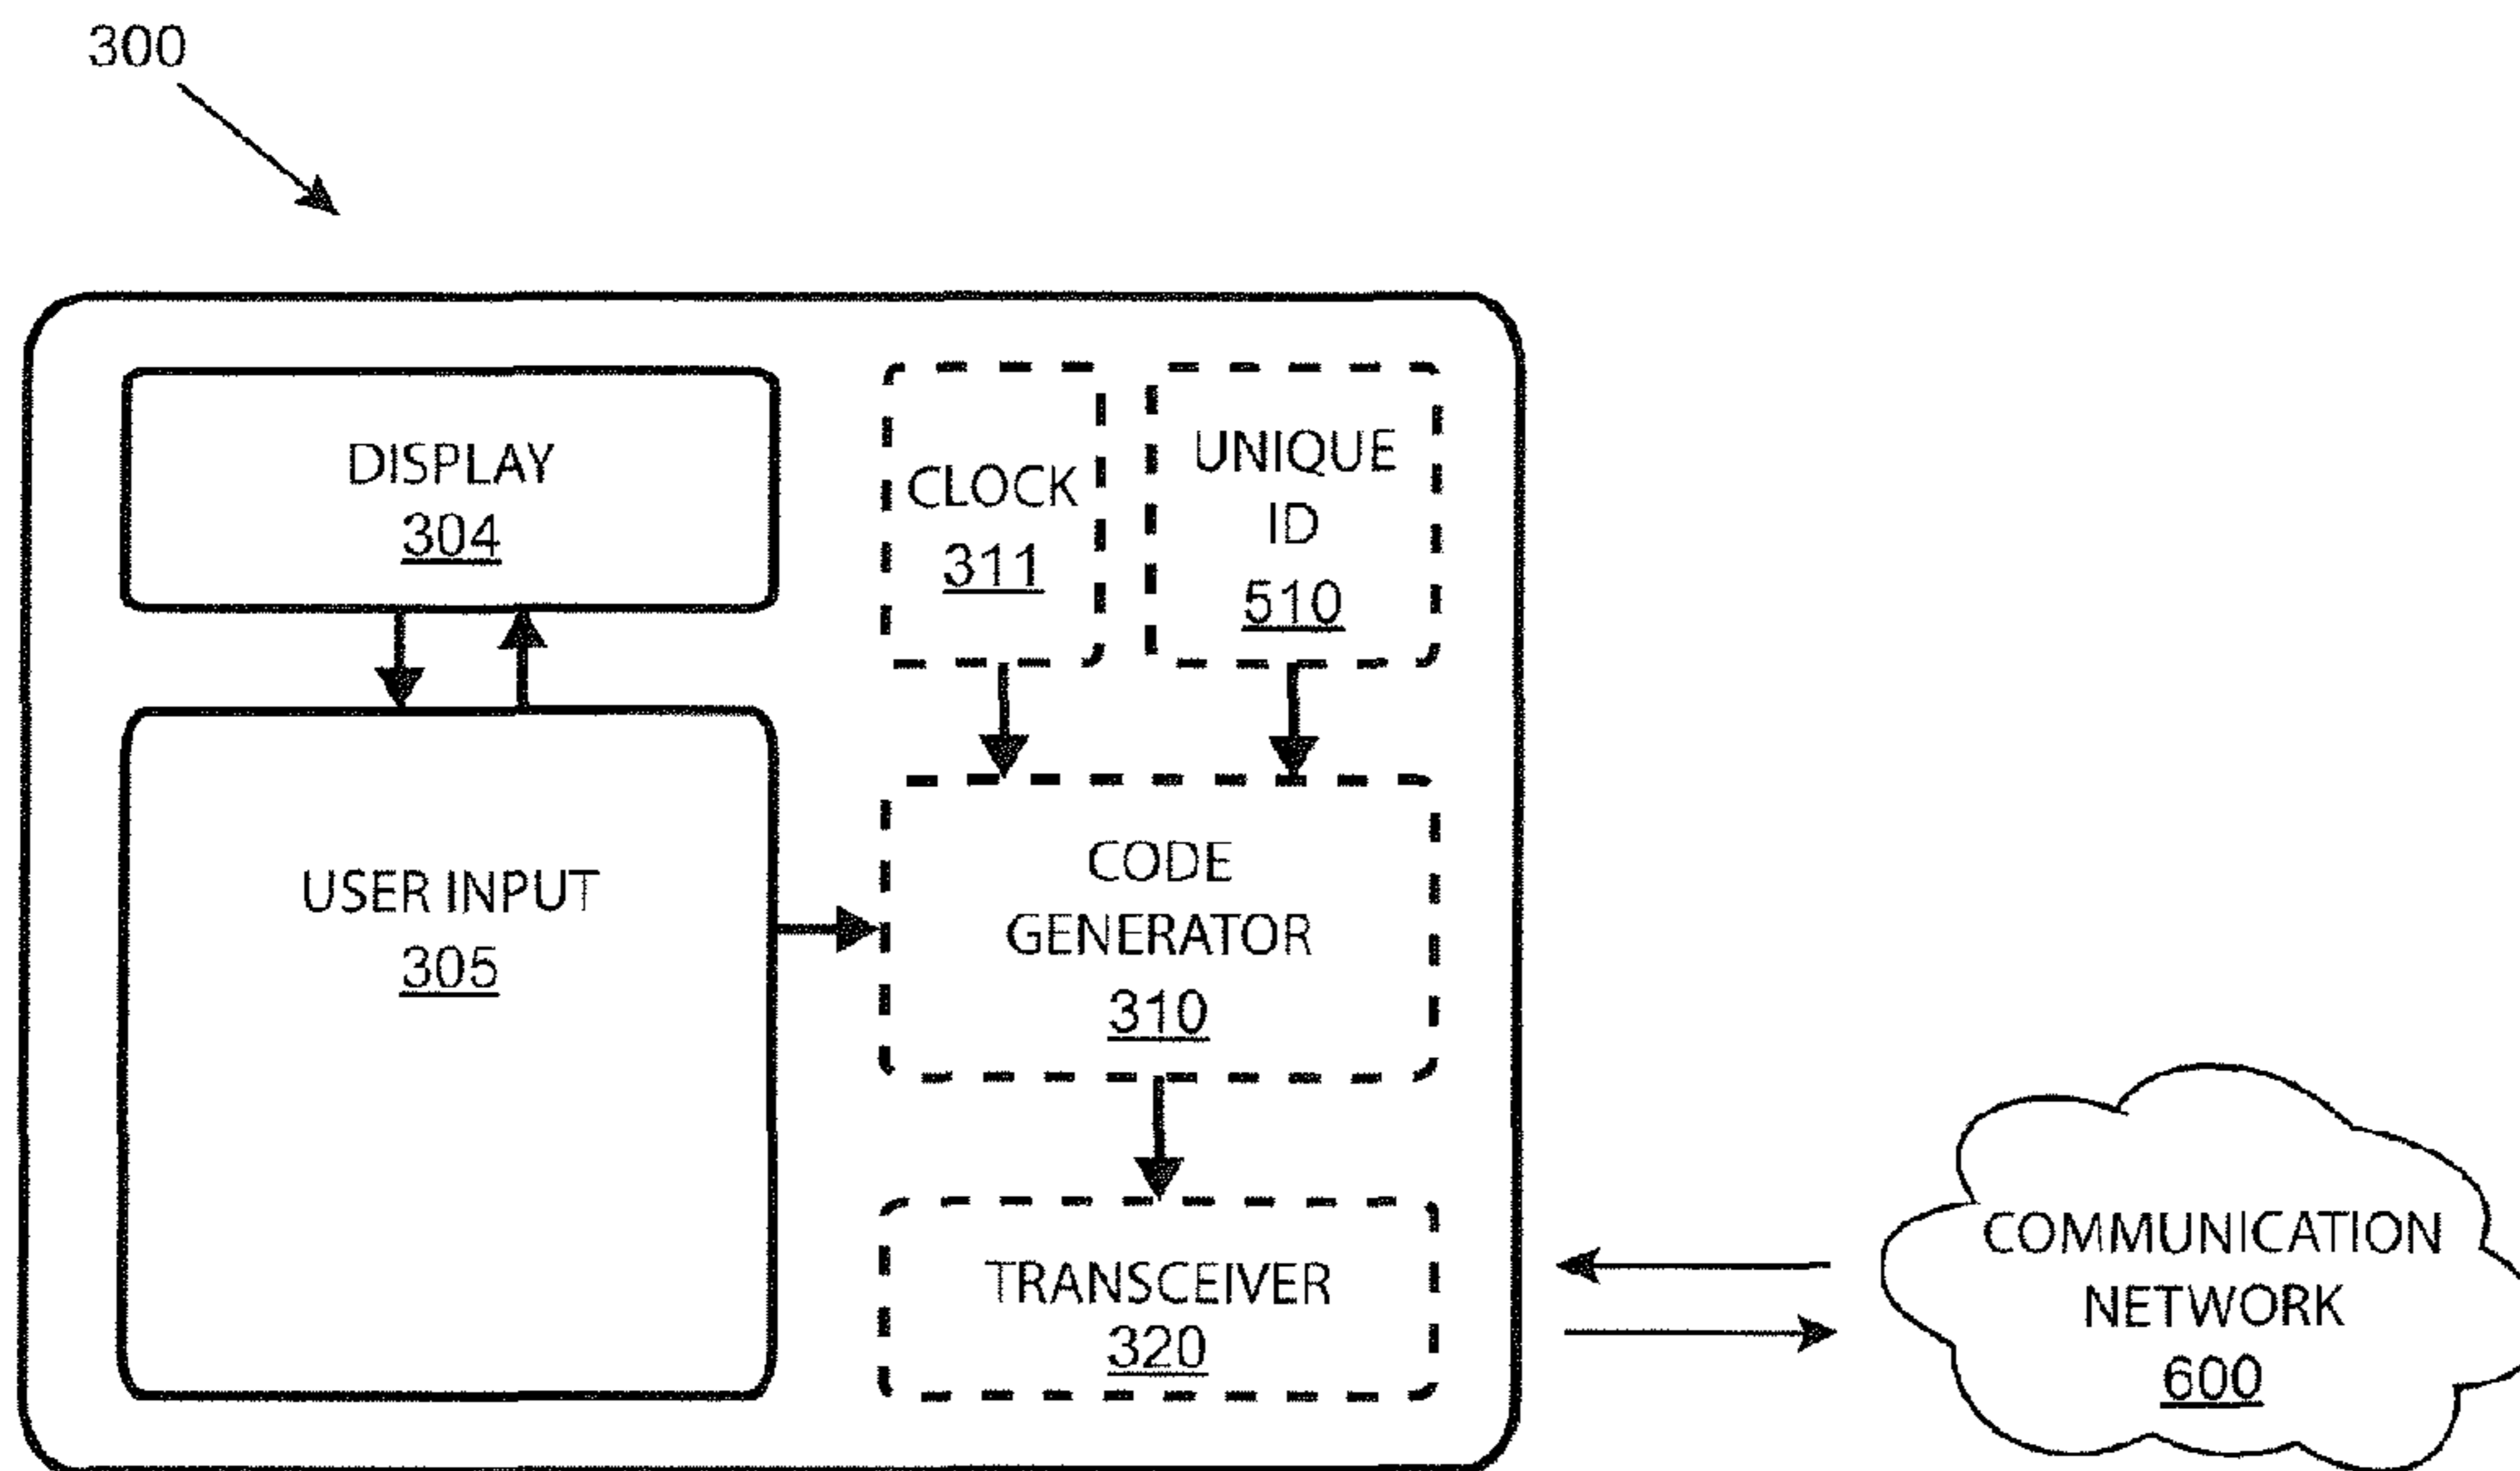 300
DISPLAY
304
CLOCK
311
UNIQUE
ID
510
USER INPUT
305
CODE
GENERATOR
310
TRANSCEIVER
320
COMMUNICATION
NETWORK
600